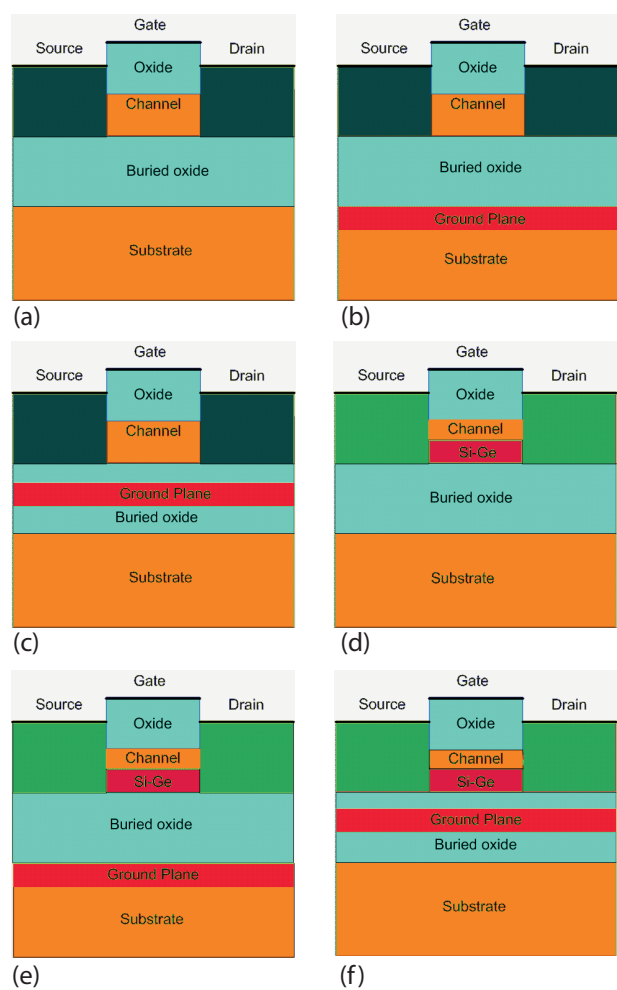 Gate
Source
Drain
Oxide
Channel
Buried oxide
Substrate
(a)
Gate
Source
Drain
Oxide
Channel
Buried oxide
Ground Plane
Substrate
(b)
Gate
Source
Drain
Oxide
Channel
Ground Plane
Buried oxide
Substrate
(c)
Gate
Source
Drain
Oxide
Channel
Si-Ge
Buried oxide
Substrate
(d)
Gate
Source
Drain
Oxide
Channel
Si-Ge
Buried oxide
Ground Plane
Substrate
(e)
Gate
Source
Drain
Oxide
Channel
Si-Ge
Ground Plane
Buried oxide
Substrate
(f)